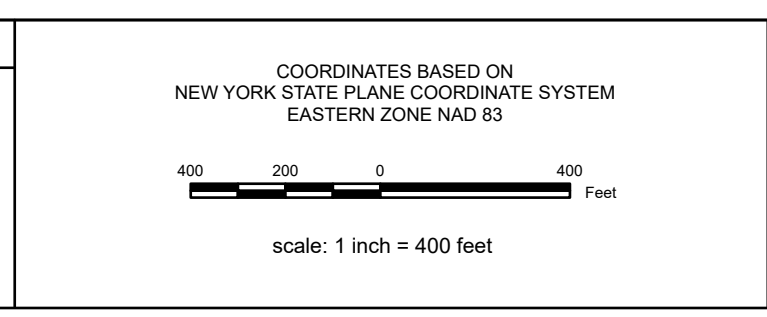 COORDINATES BASED ON
NEW YORK STATE PLANE COORDINATE SYSTEM
EASTERN ZONE NAD 83
400 200 0 400
Feet
scale: 1 inch = 400 feet